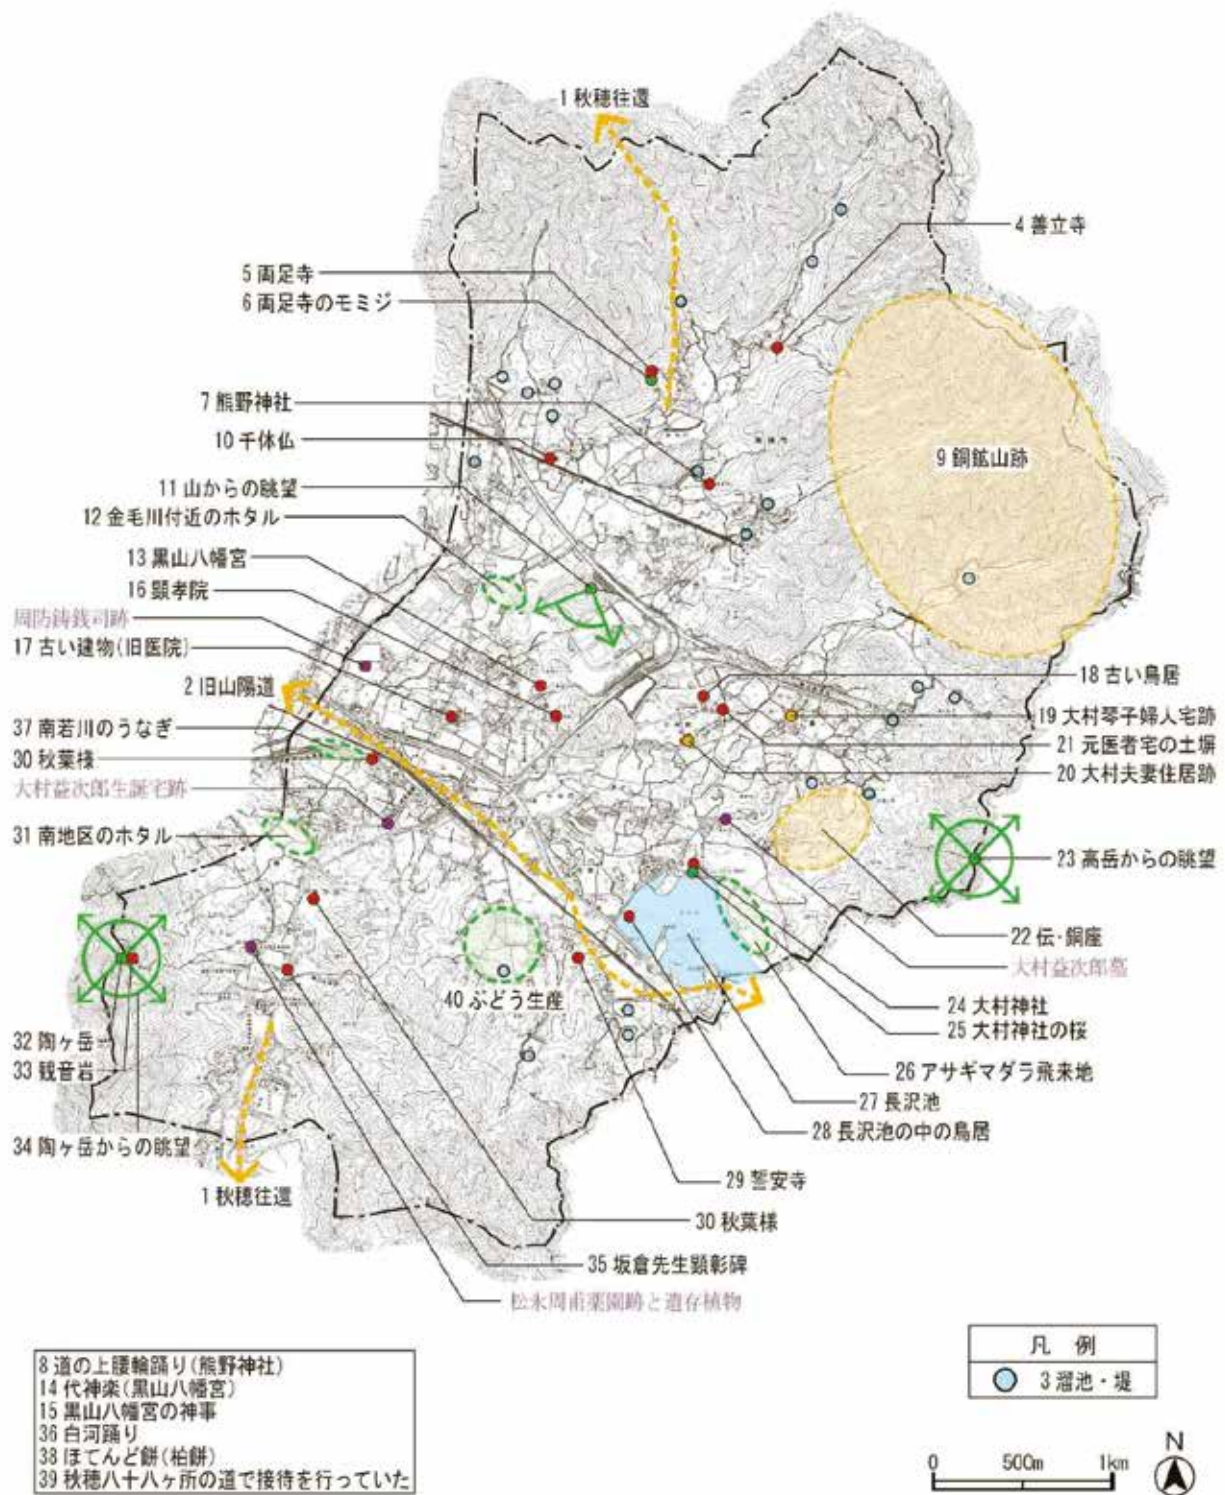 1 秋穂往還
4 善立寺
5 両足寺
6 両足寺のモミジ
7 熊野神社
10 千休仏
9 銅鉱山跡
11 山からの眺望
12 金毛川付近のホタル
13 黒山八幡宮
16 顕孝院
周防鋳銭司跡
17 古い建物(旧医院)
2 旧山陽道
18 古い鳥居
19 大村琴子婦人宅跡
37 南若川のうなぎ
21 元医者宅の土塀
30 秋葉様
20 大村夫妻住居跡
大村益次郎生誕宅跡
31 南地区のホタル
23 高岳からの眺望
22 伝・銅座
大村益次郎墓
40 ぶどう生産
24 大村神社
25 大村神社の桜
32 陶ヶ岳
33 観音岩
26 アサギマダラ飛来地
27 長沢池
28 長沢池の中の鳥居
34 陶ヶ岳からの眺望
29 誓安寺
1 秋穂往還
30 秋葉様
35 坂倉先生顕彰碑
松永周甫薬園跡と遺存植物
8 道の上腰輪踊り(熊野神社)
14 代神楽(黒山八幡宮)
15 黒山八幡宮の神事
36 白河踊り
38 ほてんど餅(柏餅)
39 秋穂八十八ヶ所の道で接待を行っていた
凡 例
3 溜池・堤
N
0 500m 1km